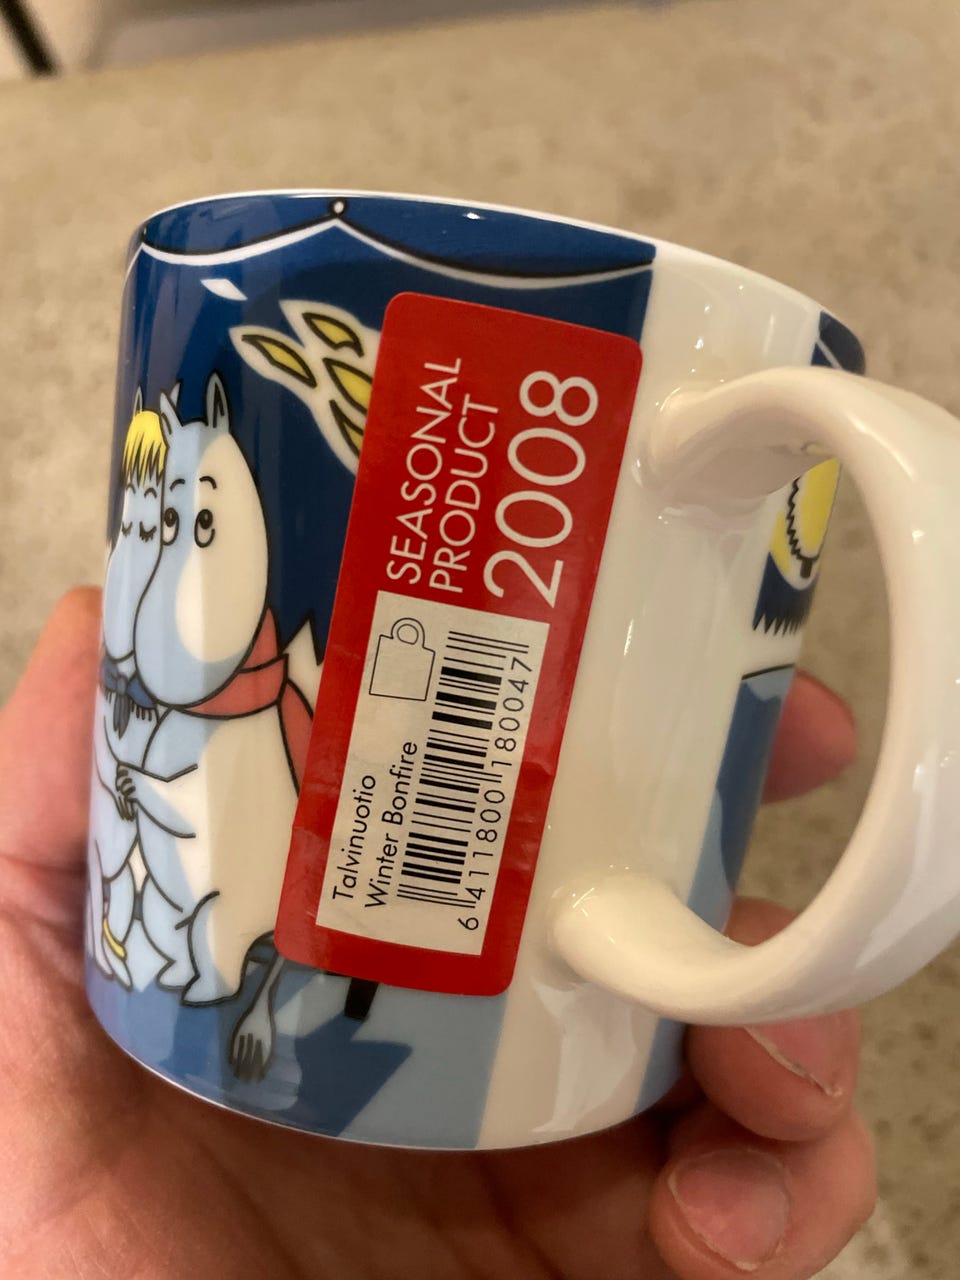 SEASONAL
PRODUCT
2008
Talvinuotio
Winter Bonfire
6 411800 180047